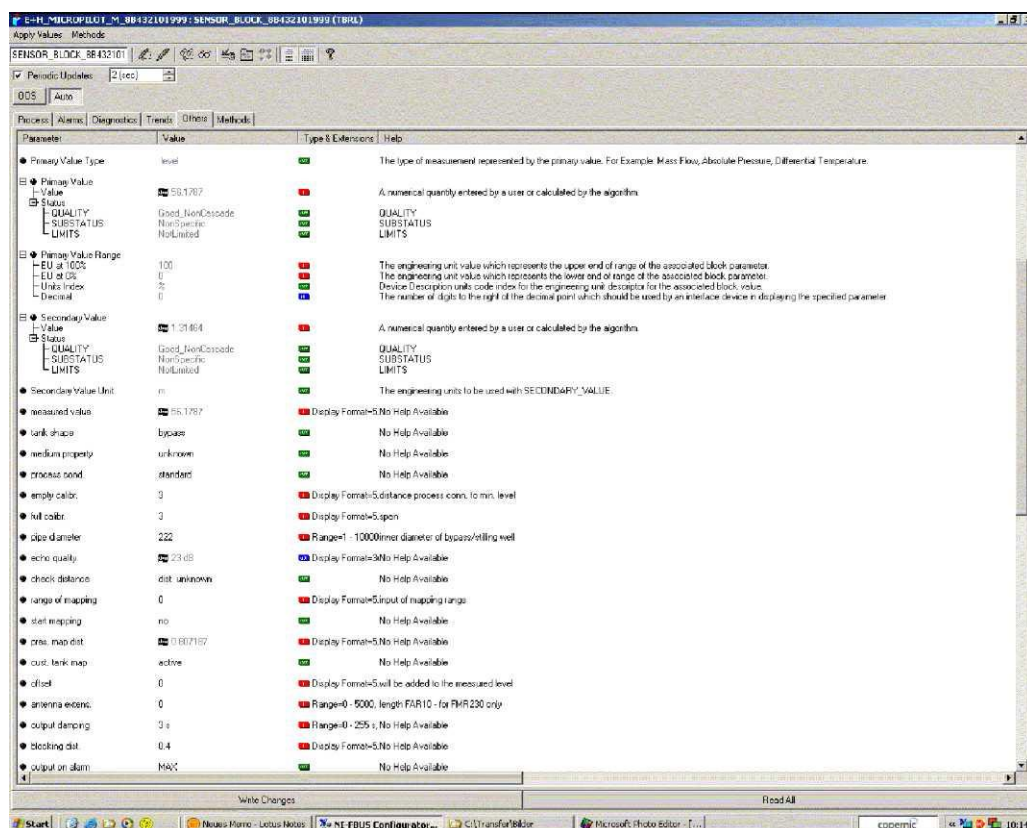 E+H_MICROPILOT_M_8B432101999 : SENSOR_BLOCK_8B432101999 (TBRL)
Apply Values Methods
SENSOR_BLOCK_8B432101
Periodic Updates 2 (sec)
OOS Auto
Process Alarms Diagnostics Trends Others Methods
Parameter Value Type & Extensions Help
Primary Value Type level The type of measurement represented by the primary value. For Example: Mass Flow, Absolute Pressure, Differential Temperature.
Primary Value
Value 56.1787 A numerical quantity entered by a user or calculated by the algorithm.
Status
QUALITY Good_NonCascade QUALITY
SUBSTATUS NonSpecific SUBSTATUS
LIMITS NotLimited LIMITS
Primary Value Range
EU at 100% 100 The engineering unit value which represents the upper end of range of the associated block parameter.
EU at 0% 0 The engineering unit value which represents the lower end of range of the associated block parameter.
Units Index % Device Description units code index for the engineering unit descriptor for the associated block value.
Decimal 0 The number of digits to the right of the decimal point which should be used by an interface device in displaying the specified parameter
Secondary Value
Value 1.31464 A numerical quantity entered by a user or calculated by the algorithm.
Status
QUALITY Good_NonCascade QUALITY
SUBSTATUS NonSpecific SUBSTATUS
LIMITS NotLimited LIMITS
Secondary Value Unit m The engineering units to be used with SECONDARY_VALUE.
measured value 56.1787 Display Format=5. No Help Available
tank shape bypass No Help Available
medium property unknown No Help Available
process cond. standard No Help Available
empty calibr. 3 Display Format=5. distance process conn. to min. level
full calibr. 3 Display Format=5. span
pipe diameter 222 Range=1 - 10000 inner diameter of bypass/stilling well
echo quality 23 dB Display Format=3 No Help Available
check distance dist. unknown No Help Available
range of mapping 0 Display Format=5. input of mapping range
start mapping no No Help Available
pres. map dist. 0.607187 Display Format=5. No Help Available
cust. tank map active No Help Available
offset 0 Display Format=5. will be added to the measured level
antenna extens. 0 Range=0 - 5000, length FAR10 - for FMR230 only
output damping 3 s Range=0 - 255 s, No Help Available
blocking dist. 0.4 Display Format=5. No Help Available
output on alarm MAX No Help Available
Write Changes Read All
Start Neues Memo - Lotus Notes NI-FBUS Configurator... C:\Transfer\Bilder Microsoft Photo Editor - [... copernic 10:14